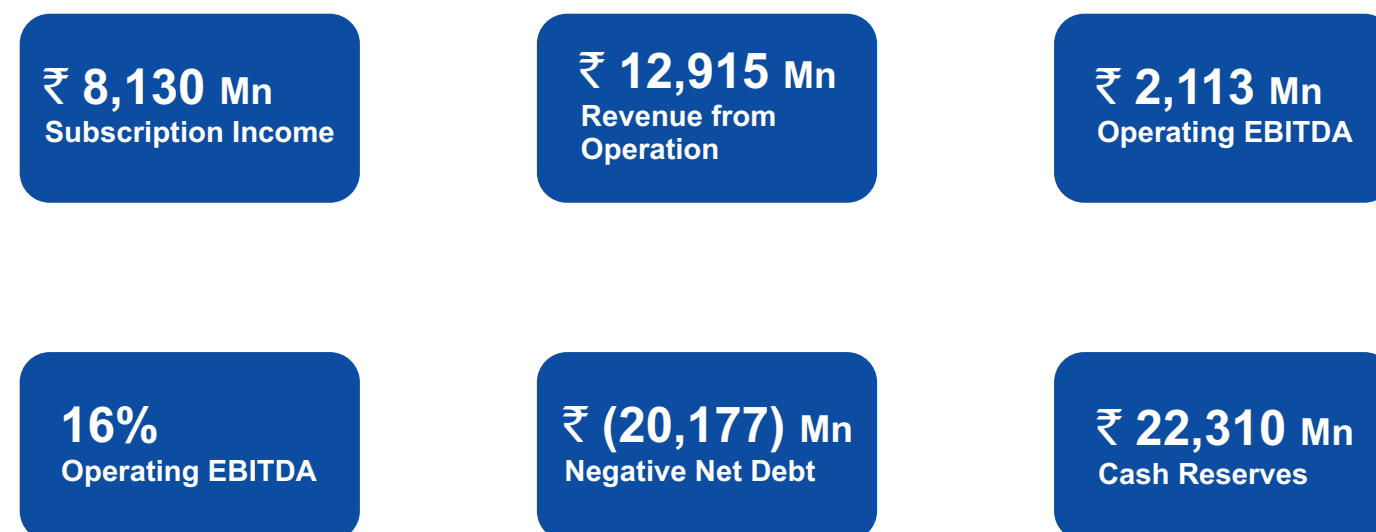 ₹ 8,130 Mn
Subscription Income
₹ 12,915 Mn
Revenue from
Operation
₹ 2,113 Mn
Operating EBITDA
16%
Operating EBITDA
₹ (20,177) Mn
Negative Net Debt
₹ 22,310 Mn
Cash Reserves